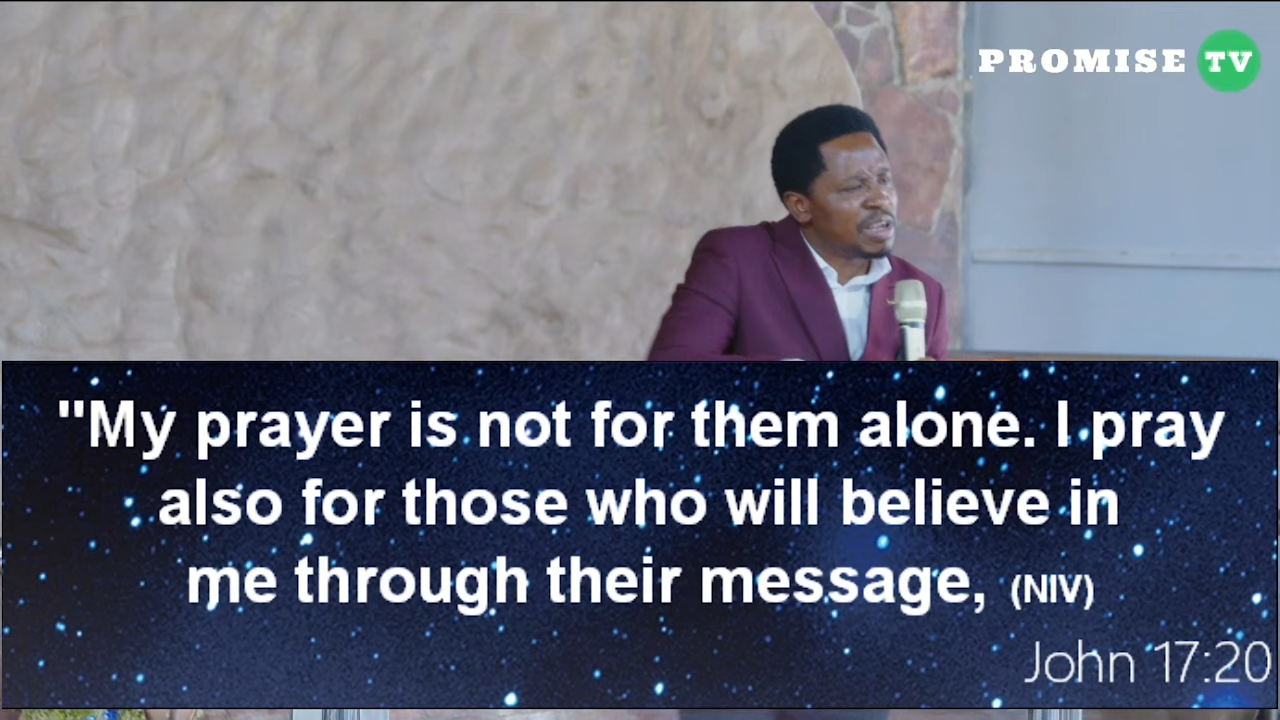 PROMISE TV
"My prayer is not for them alone. I pray
also for those who will believe in
me through their message, (NIV)
John 17:20